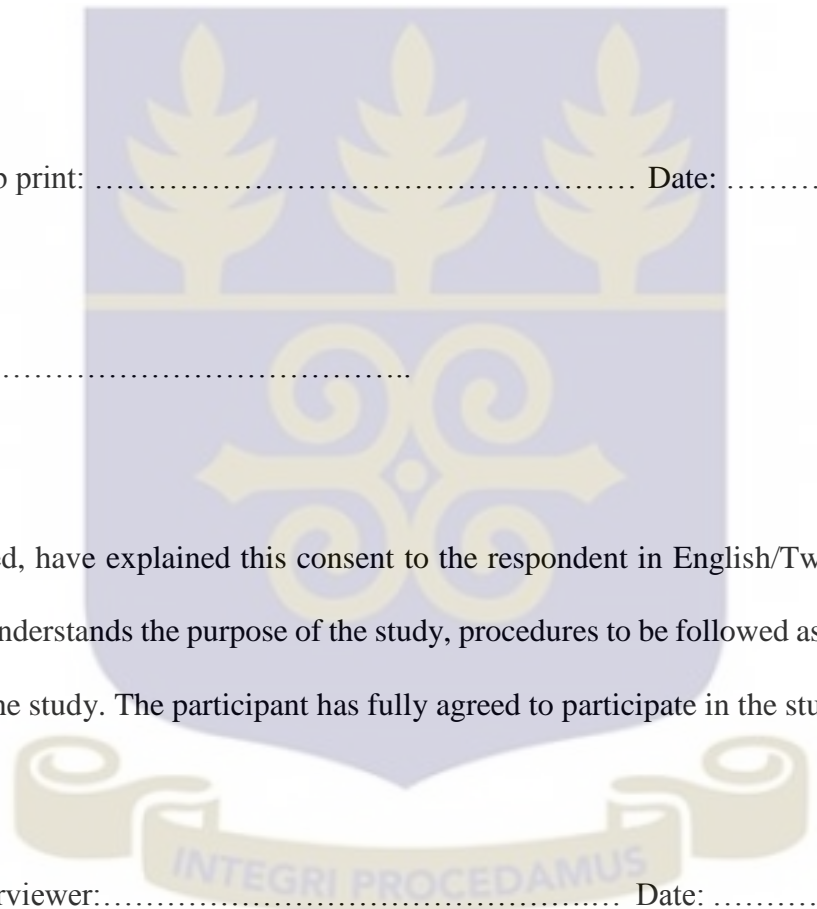 p print: …………………………………… Date: ………
……………………………..
ed, have explained this consent to the respondent in English/Tw
nderstands the purpose of the study, procedures to be followed as
he study. The participant has fully agreed to participate in the stu
INTEGRI PROCEDAMUS
rviewer:………………………………….… Date: ………